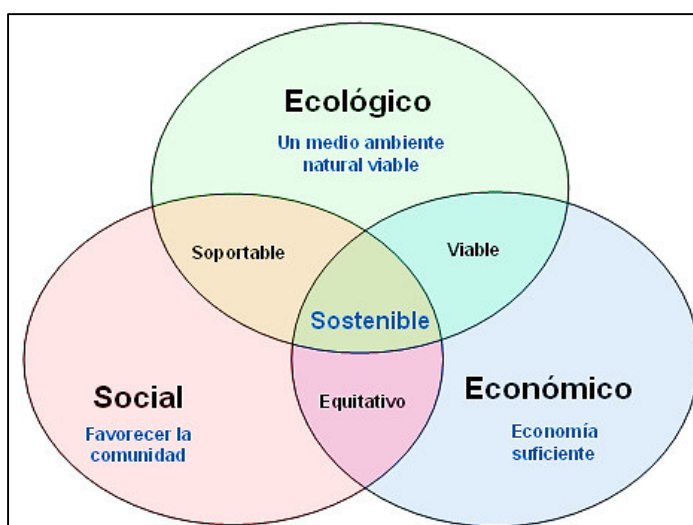 Ecológico
Un medio ambiente
natural viable
Soportable
Viable
Sostenible
Social
Favorecer la
comunidad
Equitativo
Económico
Economía
suficiente